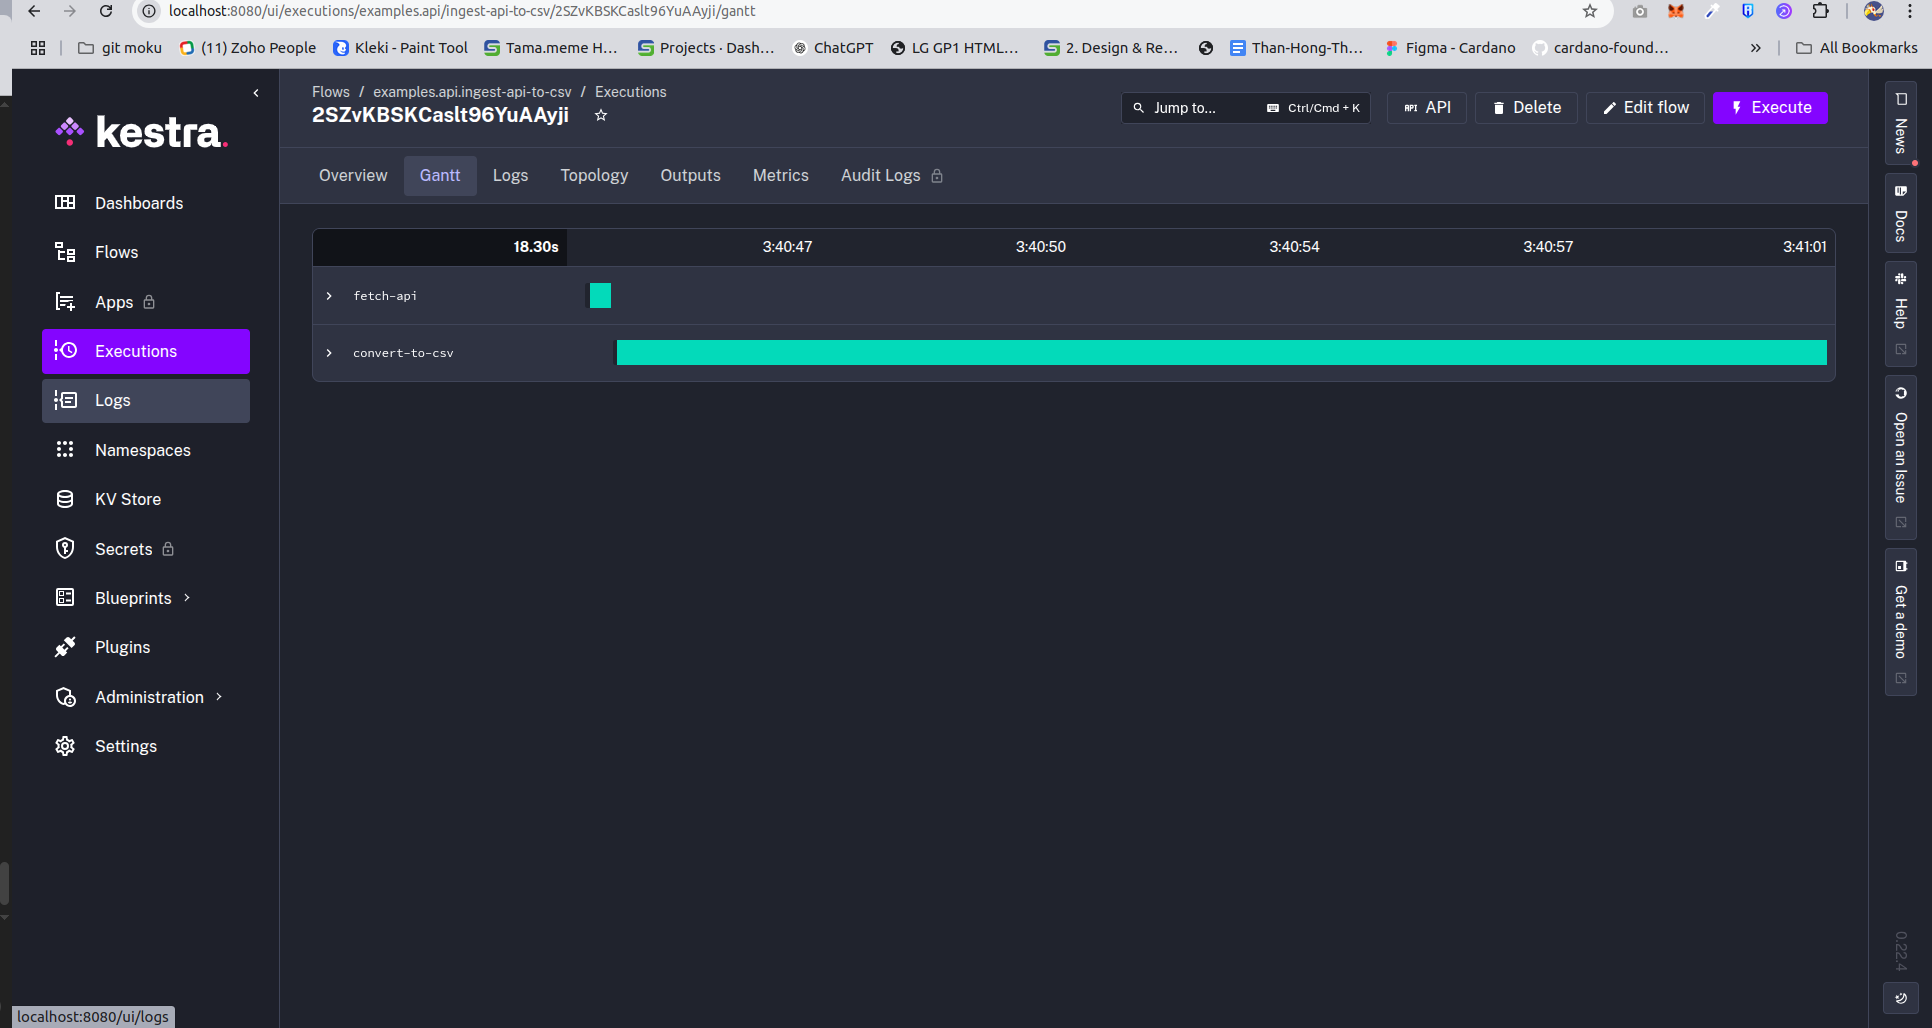 localhost:8080/ui/executions/examples.api/ingest-api-to-csv/2SZvKBSKCaslt96YuAAyji/gantt
git moku (11) Zoho People Kleki - Paint Tool Tama.meme H... Projects · Dash... ChatGPT LG GP1 HTML... 2. Design & Re... Than-Hong-Th... Figma - Cardano cardano-found... » All Bookmarks
kestra.
Dashboards
Flows
Apps
Executions
Logs
Namespaces
KV Store
Secrets
Blueprints
Plugins
Administration
Settings
Flows / examples.api.ingest-api-to-csv / Executions
2SZvKBSKCaslt96YuAAyji
Jump to... Ctrl/Cmd + K
API API
Delete
Edit flow
Execute
Overview Gantt Logs Topology Outputs Metrics Audit Logs
18.30s 3:40:47 3:40:50 3:40:54 3:40:57 3:41:01
fetch-api
convert-to-csv
News
Docs
Help
Open an Issue
Get a demo
0.22.4
localhost:8080/ui/logs